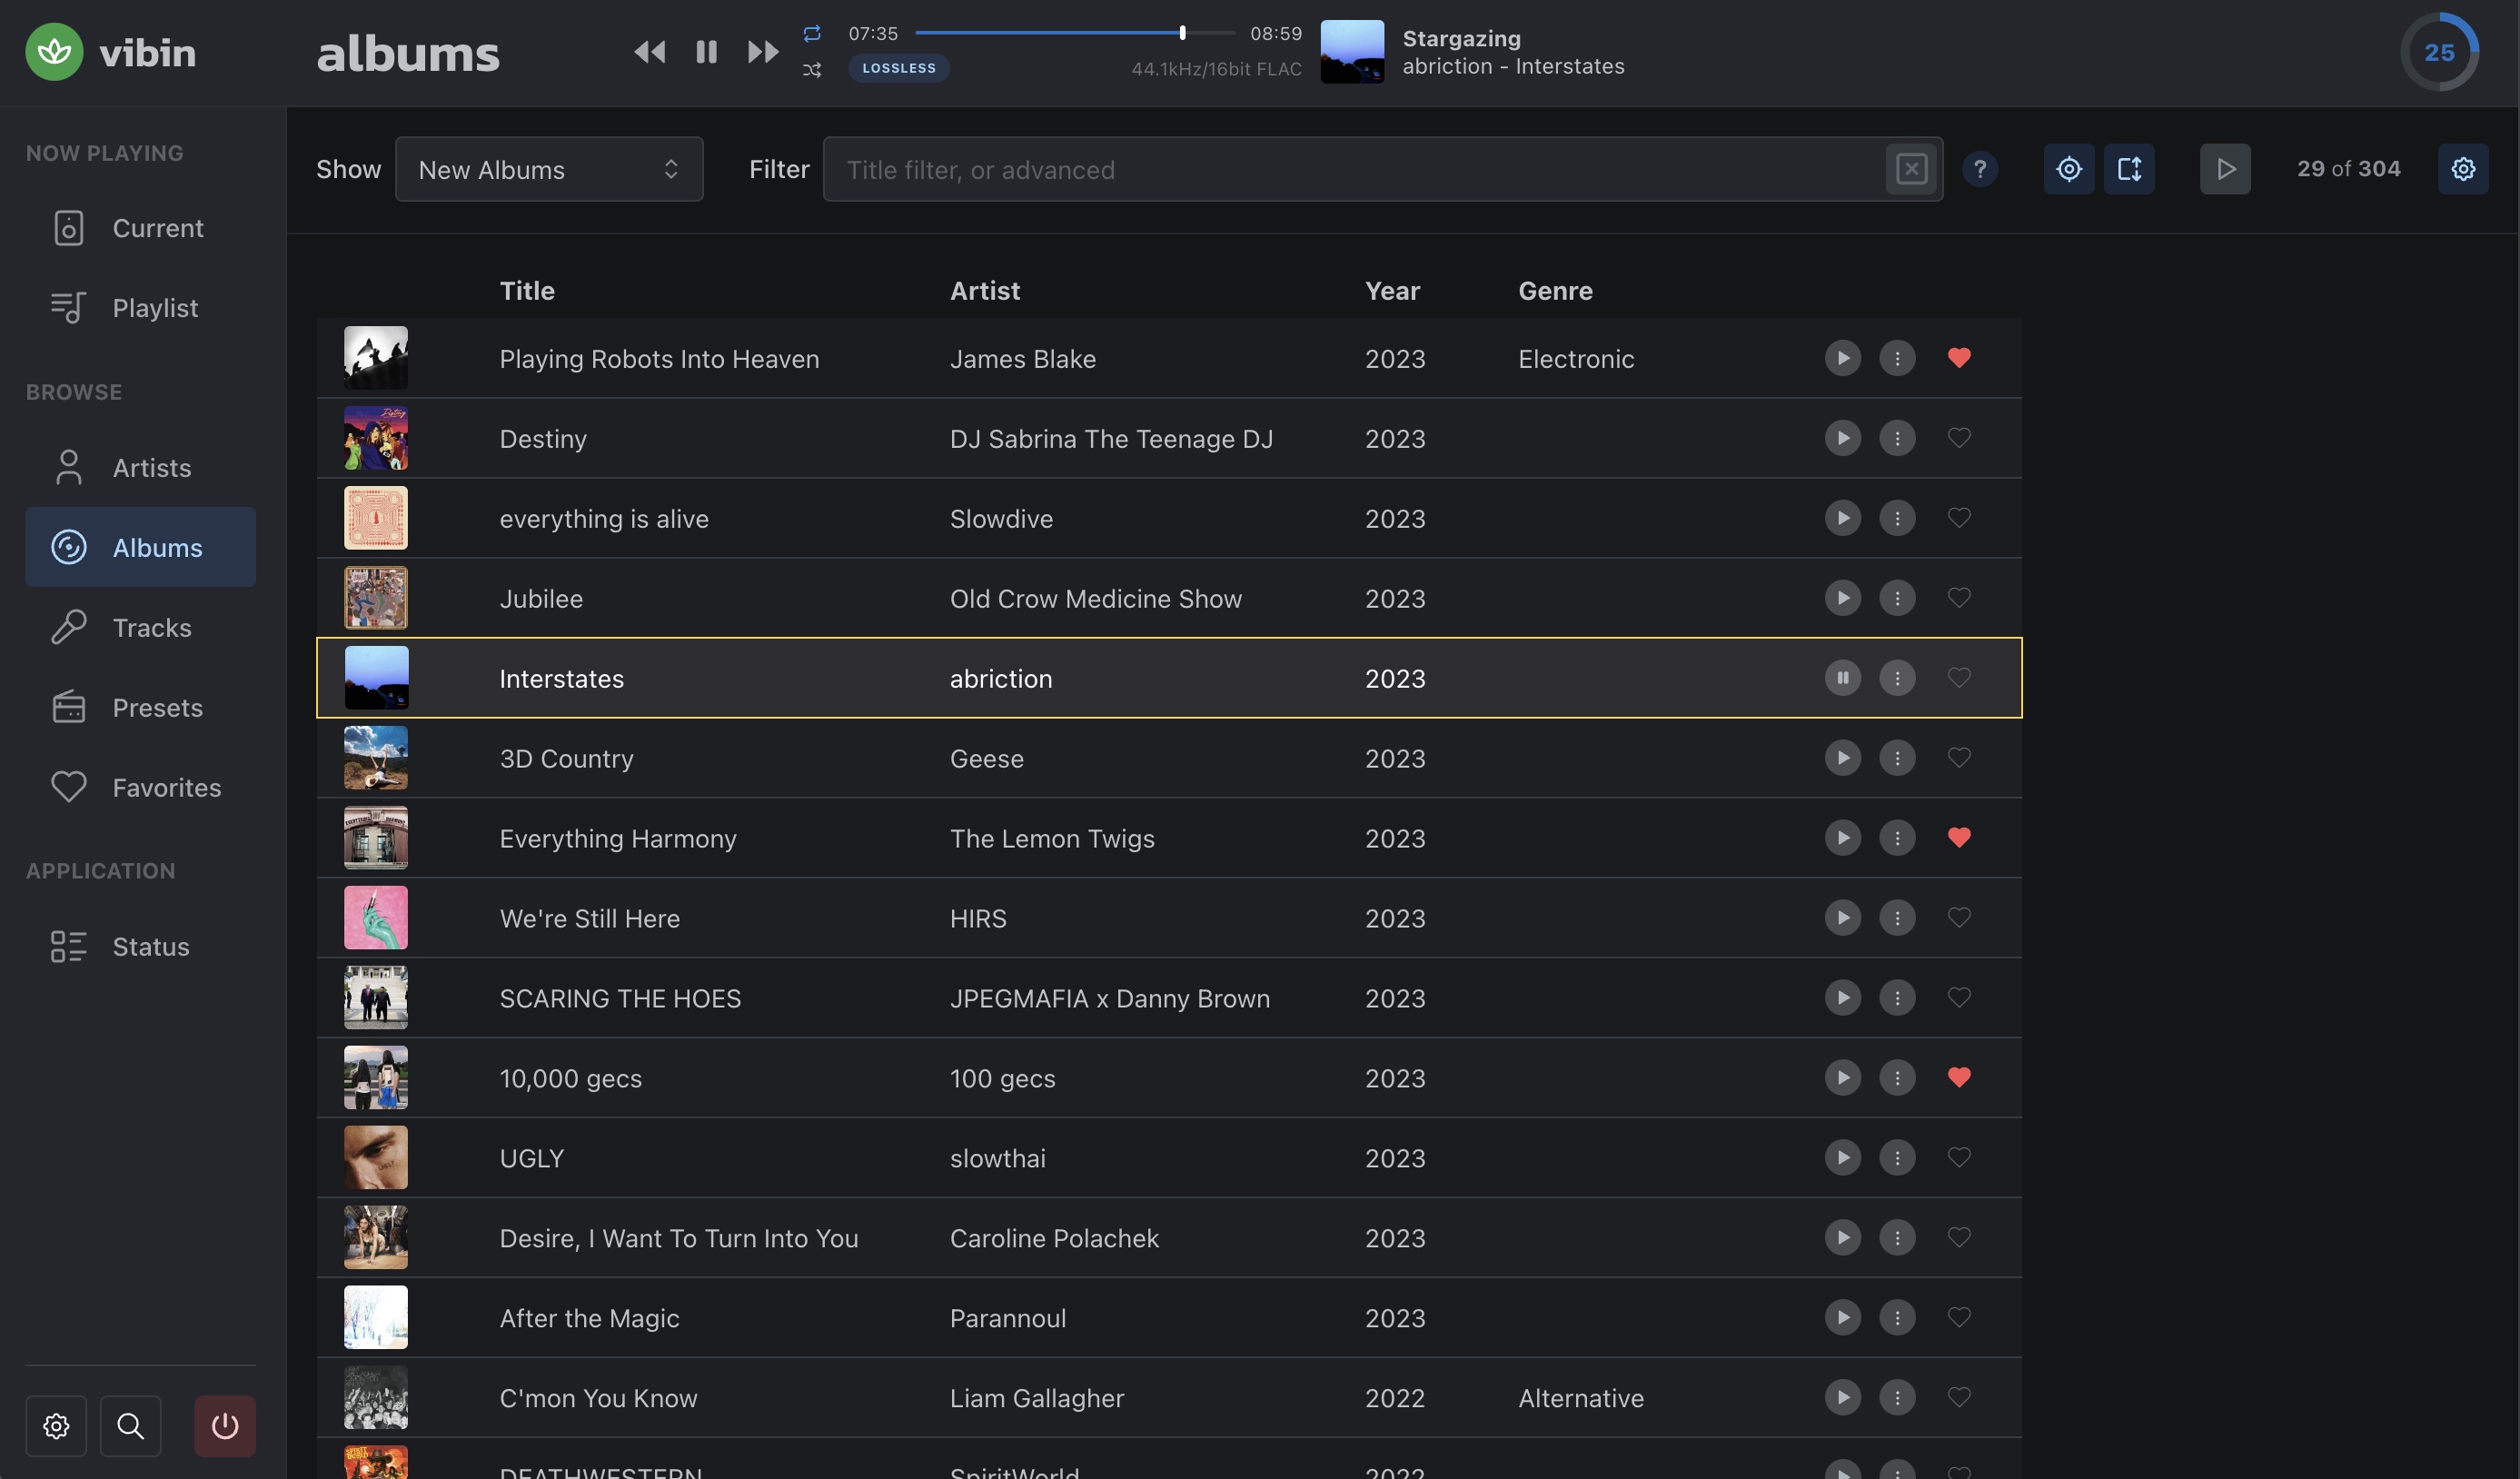 vibin
albums
07:35
08:59
LOSSLESS
44.1kHz/16bit FLAC
Stargazing
abriction - Interstates
25
NOW PLAYING
Current
Playlist
BROWSE
Artists
Albums
Tracks
Presets
Favorites
APPLICATION
Status
Show
New Albums
Filter
Title filter, or advanced
?
29 of 304
Title Artist Year Genre
Playing Robots Into Heaven James Blake 2023 Electronic
Destiny DJ Sabrina The Teenage DJ 2023
everything is alive Slowdive 2023
Jubilee Old Crow Medicine Show 2023
Interstates abriction 2023
3D Country Geese 2023
Everything Harmony The Lemon Twigs 2023
We're Still Here HIRS 2023
SCARING THE HOES JPEGMAFIA x Danny Brown 2023
10,000 gecs 100 gecs 2023
UGLY slowthai 2023
Desire, I Want To Turn Into You Caroline Polachek 2023
After the Magic Parannoul 2023
C'mon You Know Liam Gallagher 2022 Alternative
DEATHWESTERN SpiritWorld 2022